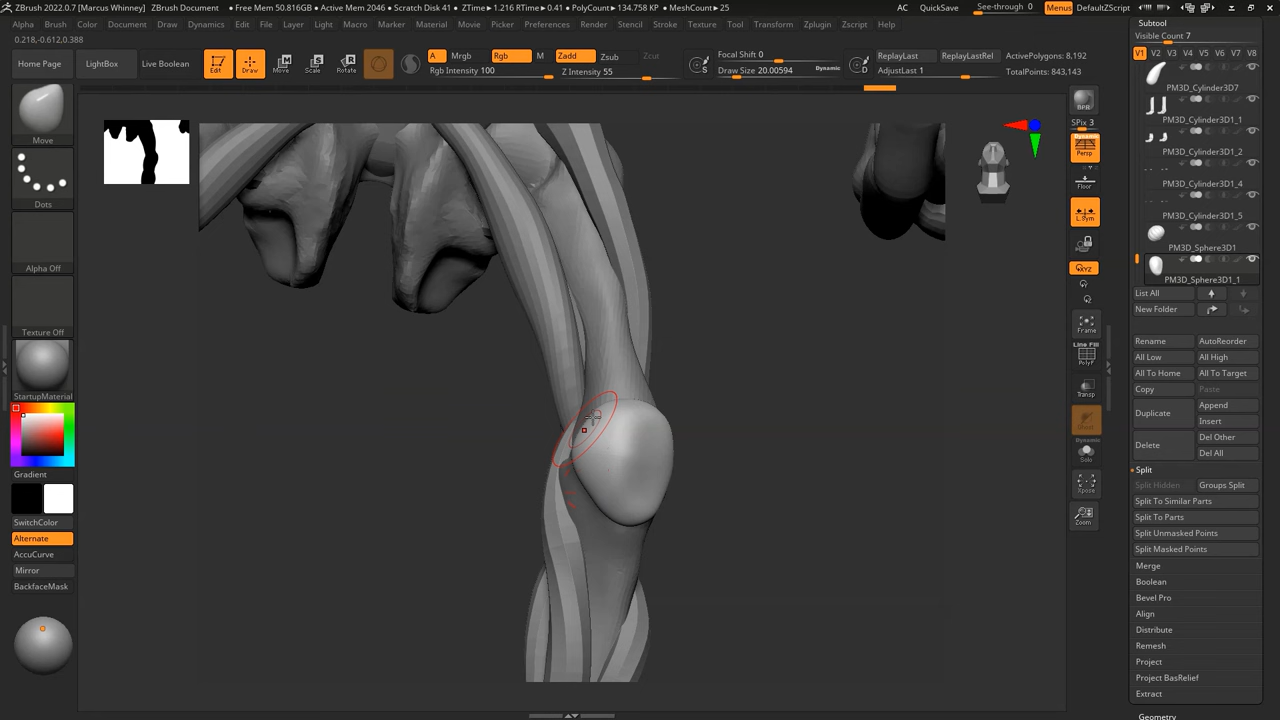 ZBrush 2022.0.7 [Marcus Whinney]   ZBrush Document   ● Free Mem 50.816GB ● Active Mem 2046 ● Scratch Disk 41 ● ZTime►1.216 RTime►0.41 ● PolyCount►134.758 KP ● MeshCount►25   AC   QuickSave   See-through 0   Menus   DefaultZScript
Alpha Brush Color Document Draw Dynamics Edit File Layer Light Macro Marker Material Movie Picker Preferences Render Stencil Stroke Texture Tool Transform Zplugin Zscript Help
0.218,-0.612,0.388
Home Page LightBox Live Boolean
Edit Draw Move Scale Rotate
A Mrgb Rgb M Zadd Zsub Zcut
Rgb Intensity 100 Z Intensity 55
S
Focal Shift 0
Draw Size 20.00594 Dynamic
D
ReplayLast ReplayLastRel
AdjustLast 1
ActivePolygons: 8,192
TotalPoints: 843,143
Move
Dots
Alpha Off
Texture Off
StartupMaterial
Gradient
SwitchColor
Alternate
AccuCurve
Mirror
BackfaceMask
BPR
SPix 3
Dynamic
Persp
Floor
L.Sym
XYZ
Frame
Line Fill
PolyF
Transp
Ghost
Dynamic
Solo
Xpose
Zoom
Subtool
Visible Count 7
V1 V2 V3 V4 V5 V6 V7 V8
PM3D_Cylinder3D7
PM3D_Cylinder3D1_1
PM3D_Cylinder3D1_2
PM3D_Cylinder3D1_4
PM3D_Cylinder3D1_5
PM3D_Sphere3D1
PM3D_Sphere3D1_1
List All
New Folder
Rename AutoReorder
All Low All High
All To Home All To Target
Copy Paste
Duplicate Append
Insert
Delete Del Other
Del All
Split
Split Hidden Groups Split
Split To Similar Parts
Split To Parts
Split Unmasked Points
Split Masked Points
Merge
Boolean
Bevel Pro
Align
Distribute
Remesh
Project
Project BasRelief
Extract
Geometry